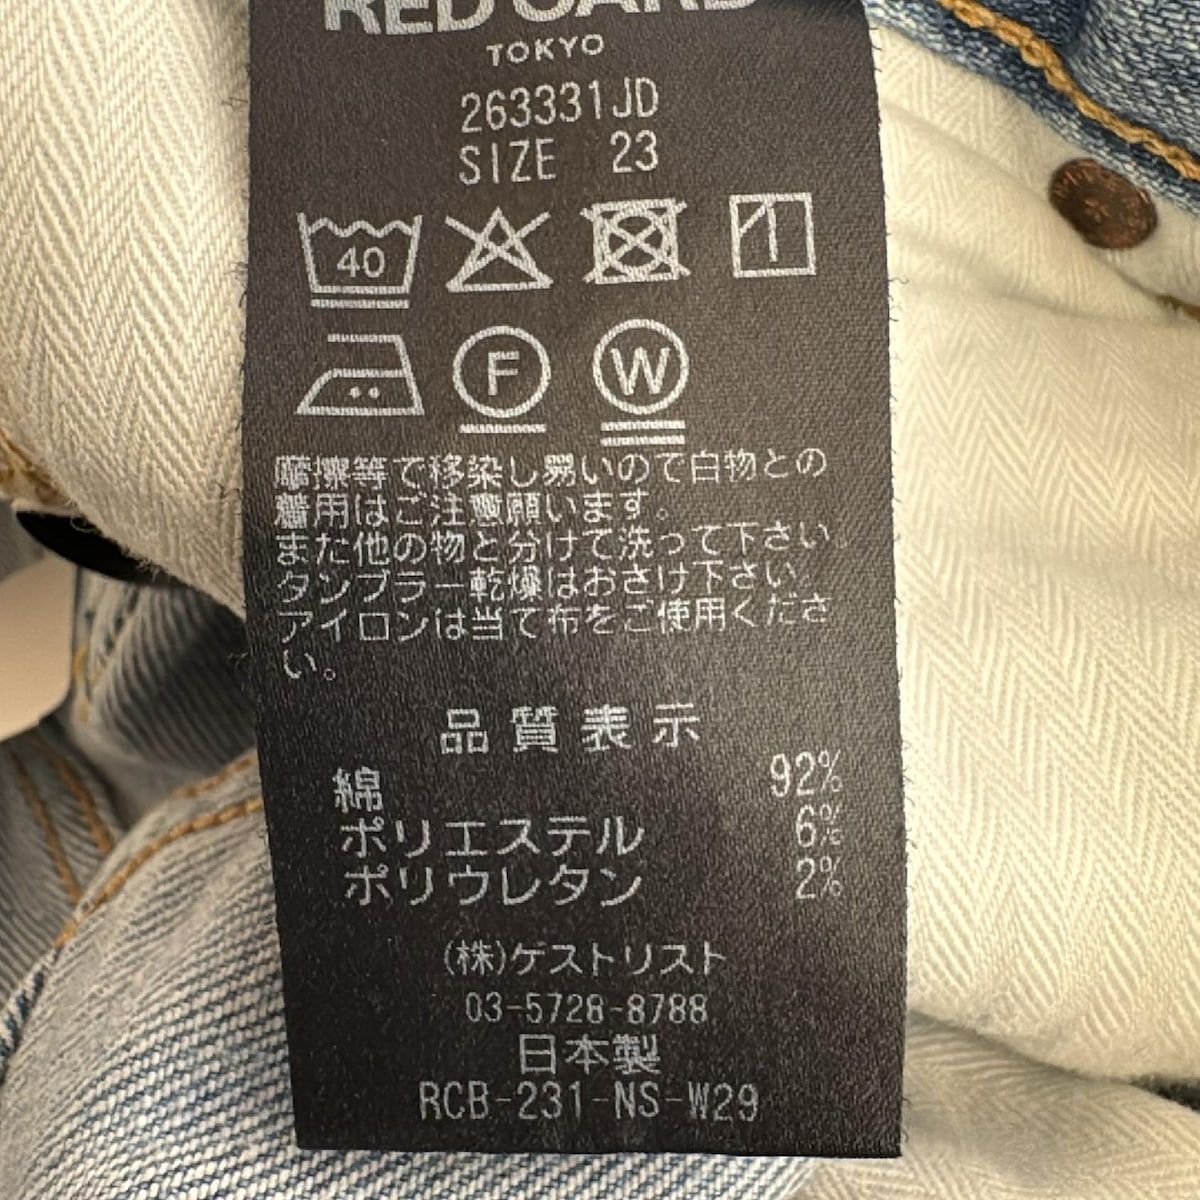 RED CARD
TOKYO
263331JD
SIZE 23
40
F
W
摩擦等で移染し易いので白物との
着用はご注意願います。
また他の物と分けて洗って下さい
タンブラー乾燥はおさけ下さい
アイロンは当て布をご使用くださ
い。
品質表示
綿 92%
ポリエステル 6%
ポリウレタン 2%
(株)ゲストリスト
03-5728-8788
日本製
RCB-231-NS-W29